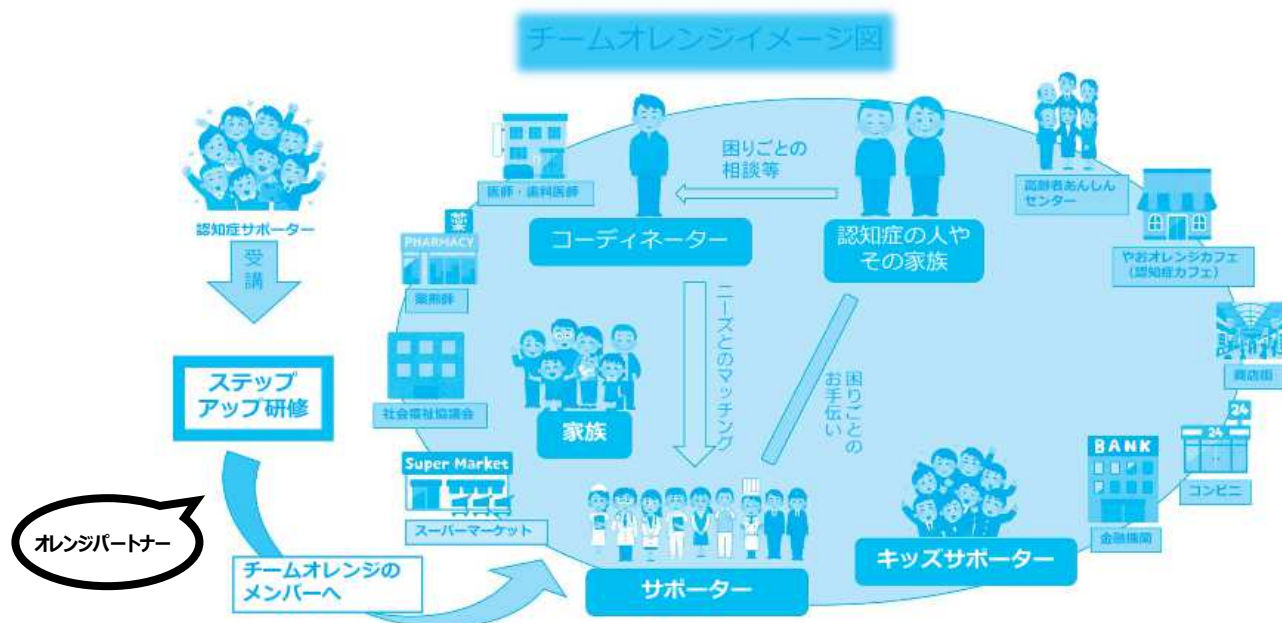 チームオレンジイメージ図
認知症サポーター
受講
ステップ
アップ研修
オレンジパートナー
チームオレンジの
メンバーへ
医師・歯科医師
薬
PHARMACY
薬剤師
社会福祉協議会
Super Market
スーパーマーケット
コーディネーター
困りごとの
相談等
認知症の人や
その家族
ニーズとのマッチング
困りごとの
お手伝い
家族
サポーター
キッズサポーター
高齢者あんしん
センター
やおオレンジカフェ
(認知症カフェ)
商店街
24
24
コンビニ
BANK
金融機関